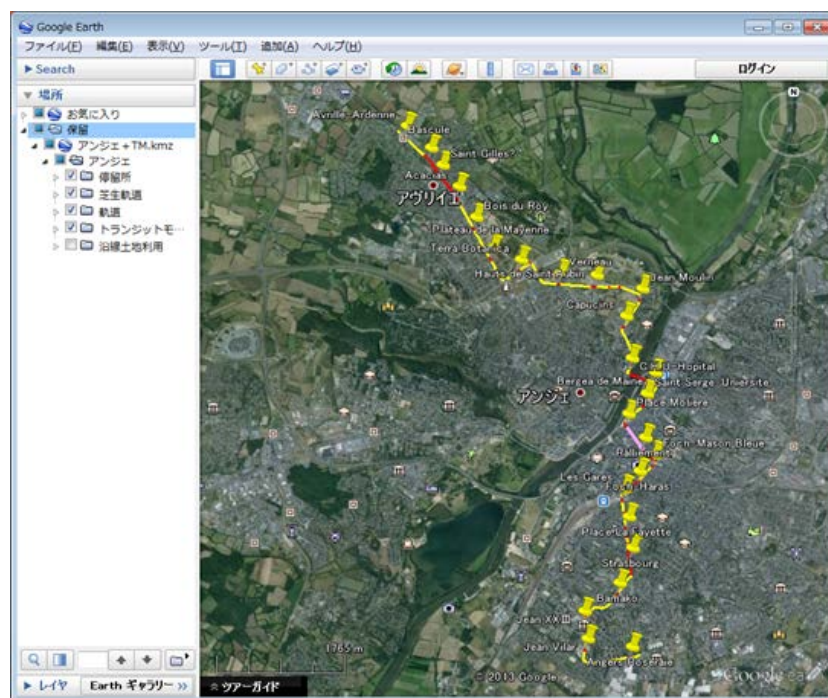 Google Earth
ファイル(F) 編集(E) 表示(V) ツール(T) 追加(A) ヘルプ(H)
Search
ログイン
場所
お気に入り
保留
アンジェ+TM.kmz
アンジェ
停留所
芝生軌道
軌道
トランジットモ…
沿線土地利用
レイヤ
Earth ギャラリー >>
N
Avrille-Ardenne
Bascule
Saint Gilles?
Acacias
アヴリイエ
Bois du Roy
Plateau de la Mayenne
Terra Botanica
Hauts de Saint Aubin
Verneau
Jean Moulin
Capucins
C.H.U-Hopital
Bergea de Maine
Saint Serge Uniersite
アンジェ
Place Moliere
Foch-Mason Bleue
Ralliement
Les Gares
Foch-Haras
Place La Fayette
Strasbourg
Bamako
Jean XXⅢ
Jean Vilar
Angers Roseraie
1765 m
© 2013 Google
Google ea
ツアーガイド